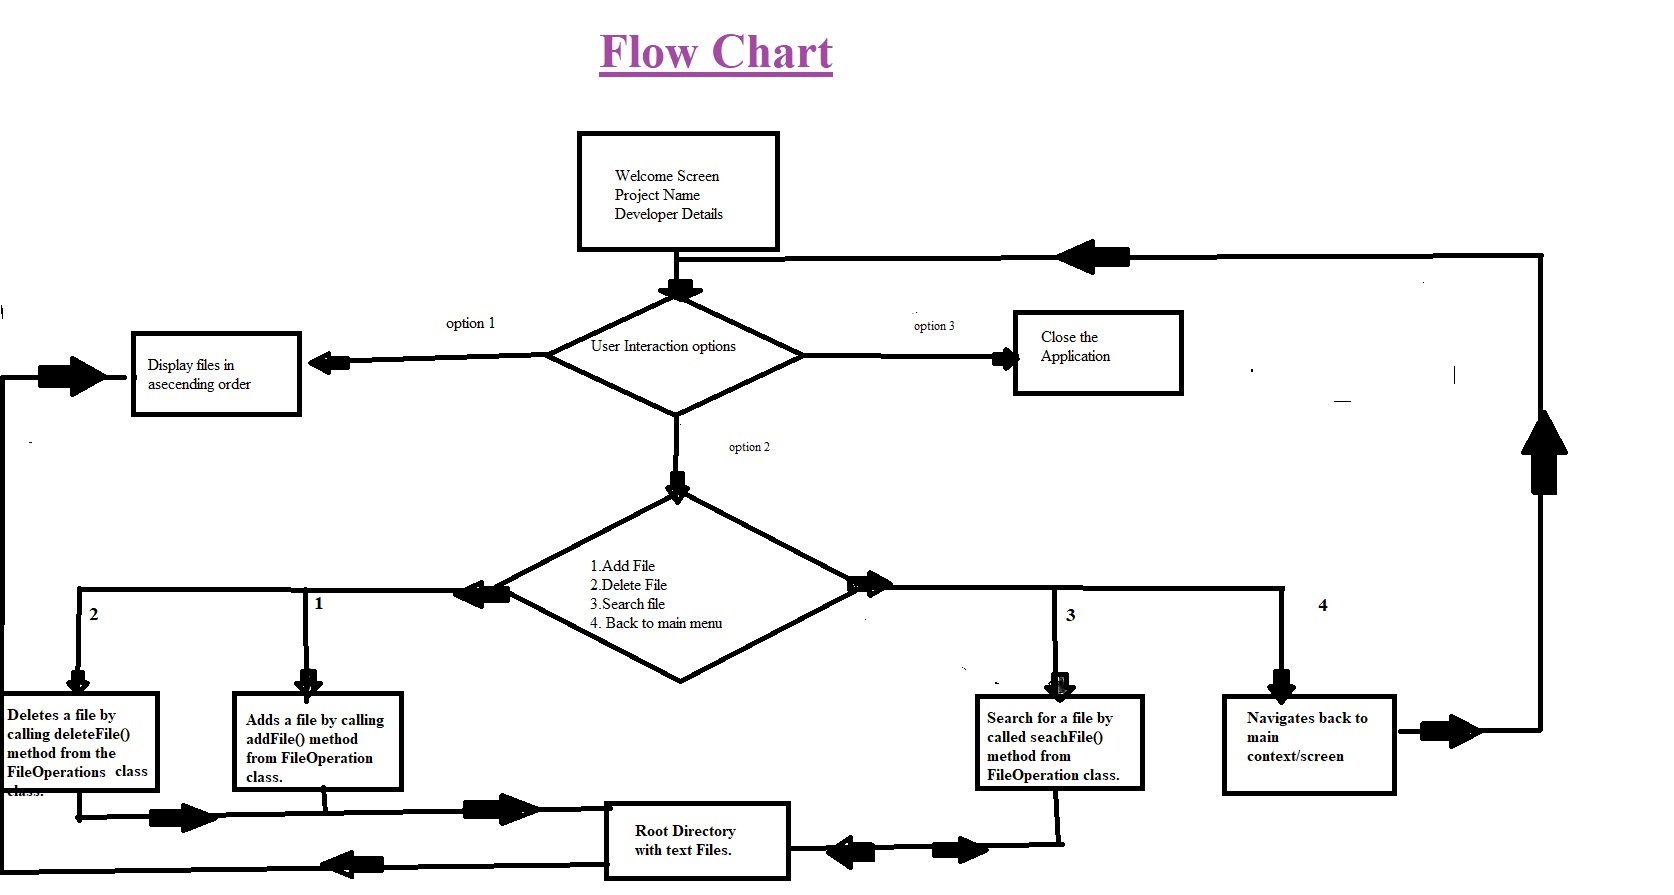 Flow Chart
Welcome Screen
Project Name
Developer Details
option 1
User Interaction options
option 3
Close the
Application
Display files in
asecending order
option 2
1.Add File
2.Delete File
3.Search file
4. Back to main menu
2
1
3
4
Deletes a file by
calling deleteFile()
method from the
FileOperations class
class.
Adds a file by calling
addFile() method
from FileOperation
class.
Search for a file by
called seachFile()
method from
FileOperation class.
Navigates back to
main
context/screen
Root Directory
with text Files.